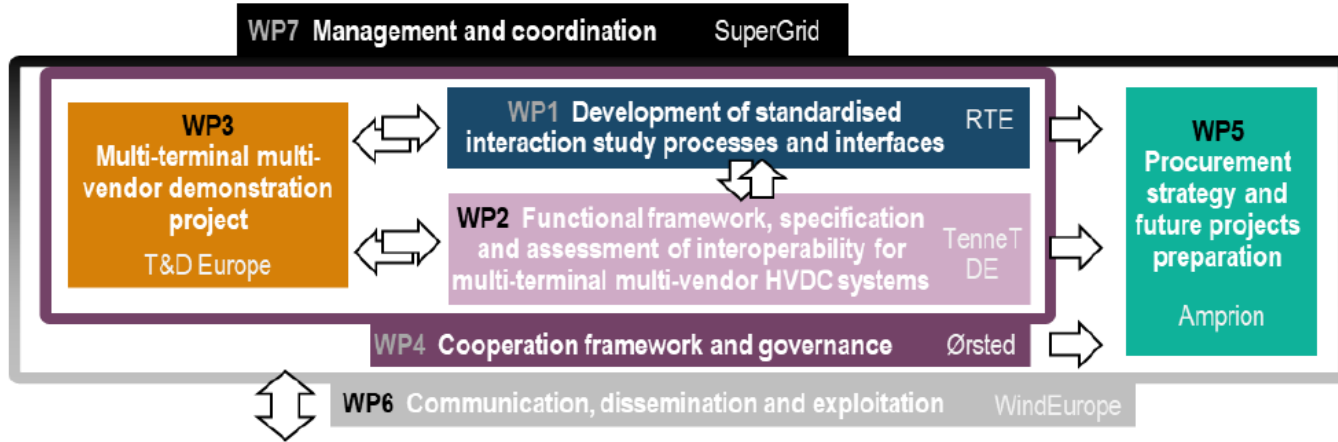 WP7 Management and coordination SuperGrid
WP3
Multi-terminal multi-
vendor demonstration
project
T&D Europe
WP1 Development of standardised
interaction study processes and interfaces
RTE
WP2 Functional framework, specification
and assessment of interoperability for
multi-terminal multi-vendor HVDC systems
TenneT
DE
WP5
Procurement
strategy and
future projects
preparation
Amprion
WP4 Cooperation framework and governance Ørsted
WP6 Communication, dissemination and exploitation WindEurope